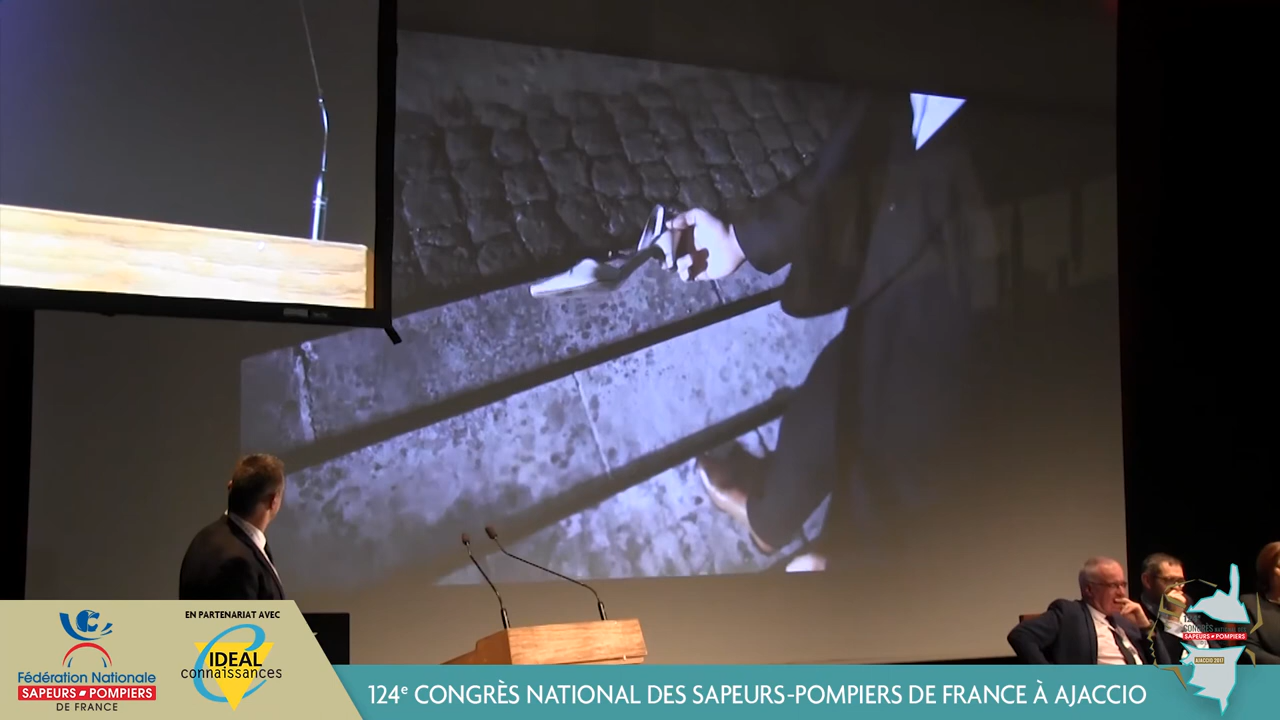 EN PARTENARIAT AVEC
IDEAL
connaissances
Fédération Nationale
SAPEURS POMPIERS
DE FRANCE
124e CONGRÈS NATIONAL DES SAPEURS-POMPIERS DE FRANCE À AJACCIO
SAPEURS POMPIERS
AJACCIO 2017